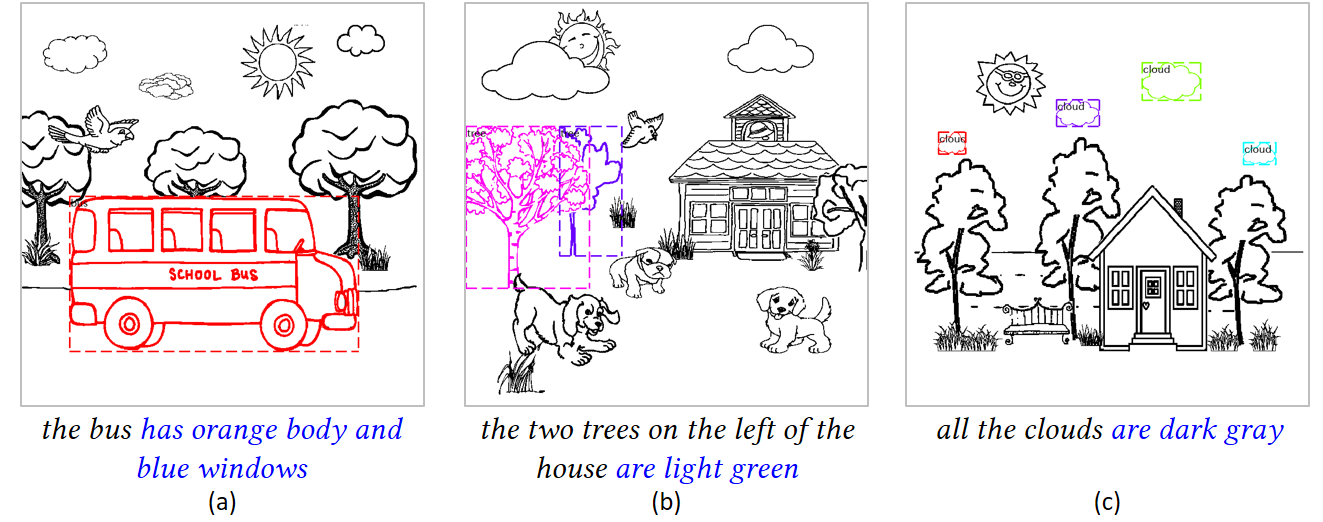 bus
SCHOOL BUS
the bus has orange body and
blue windows
(a)
tree
tree
the two trees on the left of the
house are light green
(b)
cloud
cloud
cloud
cloud
all the clouds are dark gray
(c)